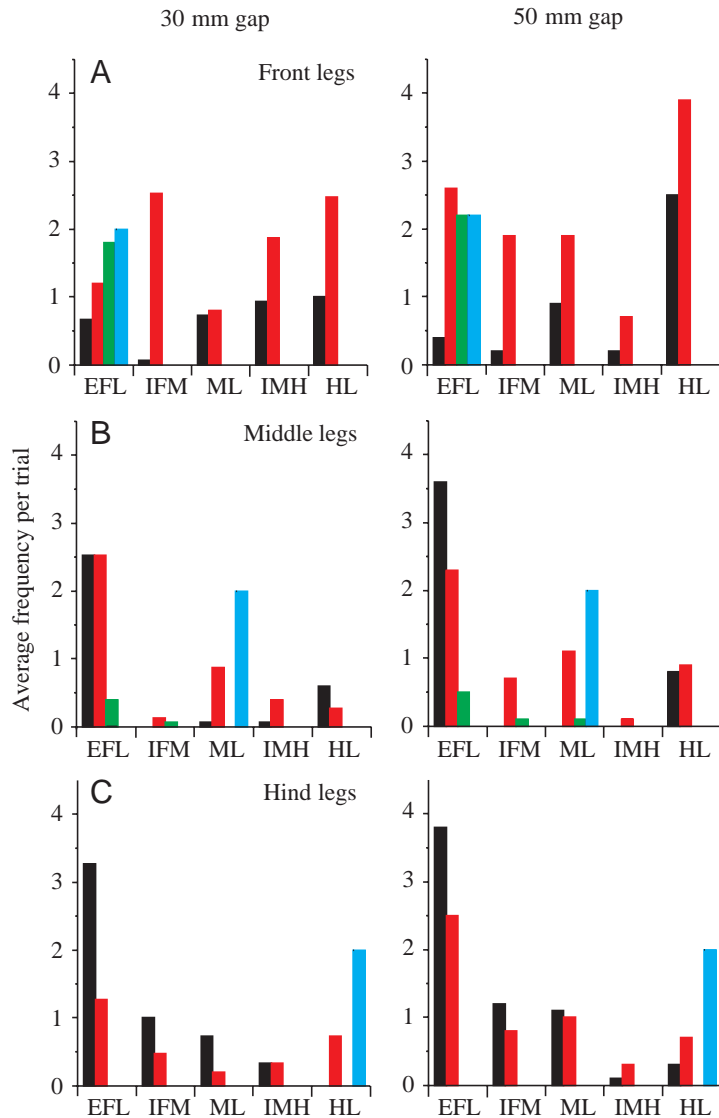 30 mm gap
50 mm gap
A
Front legs
4
3
2
1
0
EFL IFM ML IMH HL
4
3
2
1
0
EFL IFM ML IMH HL
Average frequency per trial
B
Middle legs
4
3
2
1
0
EFL IFM ML IMH HL
4
3
2
1
0
EFL IFM ML IMH HL
C
Hind legs
4
3
2
1
0
EFL IFM ML IMH HL
4
3
2
1
0
EFL IFM ML IMH HL